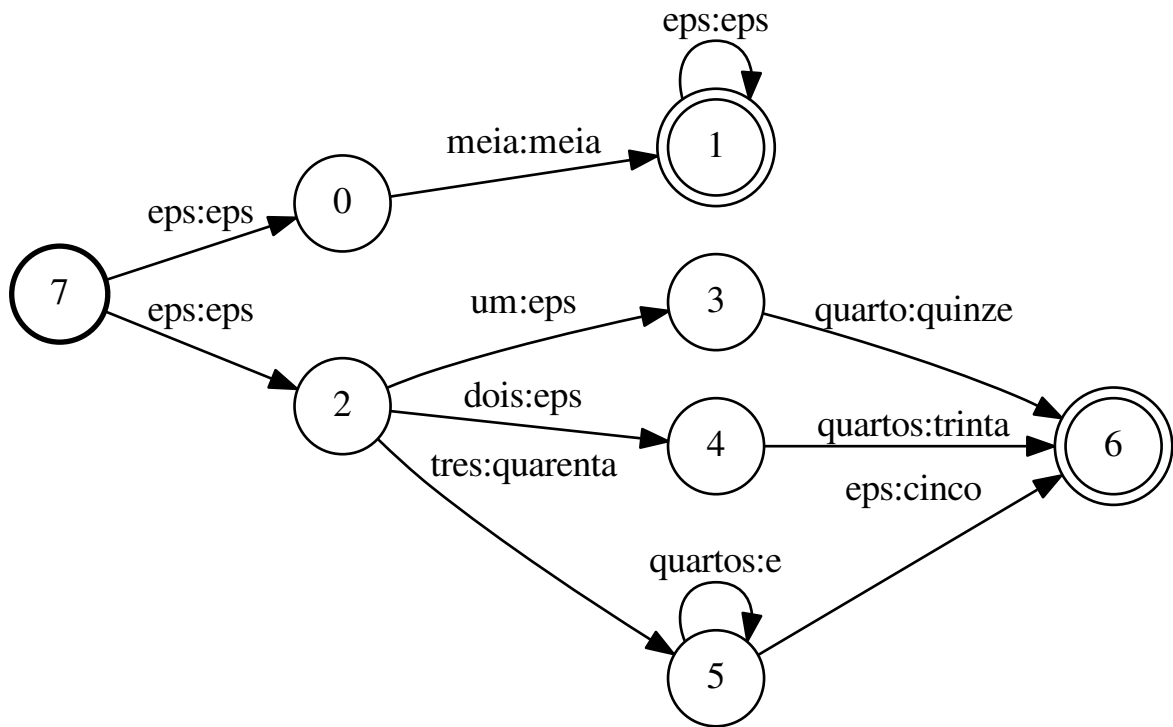 eps:eps
1
meia:meia
0
eps:eps
7
eps:eps
3
um:eps
quarto:quinze
2
dois:eps
4
quartos:trinta
6
tres:quarenta
eps:cinco
quartos:e
5